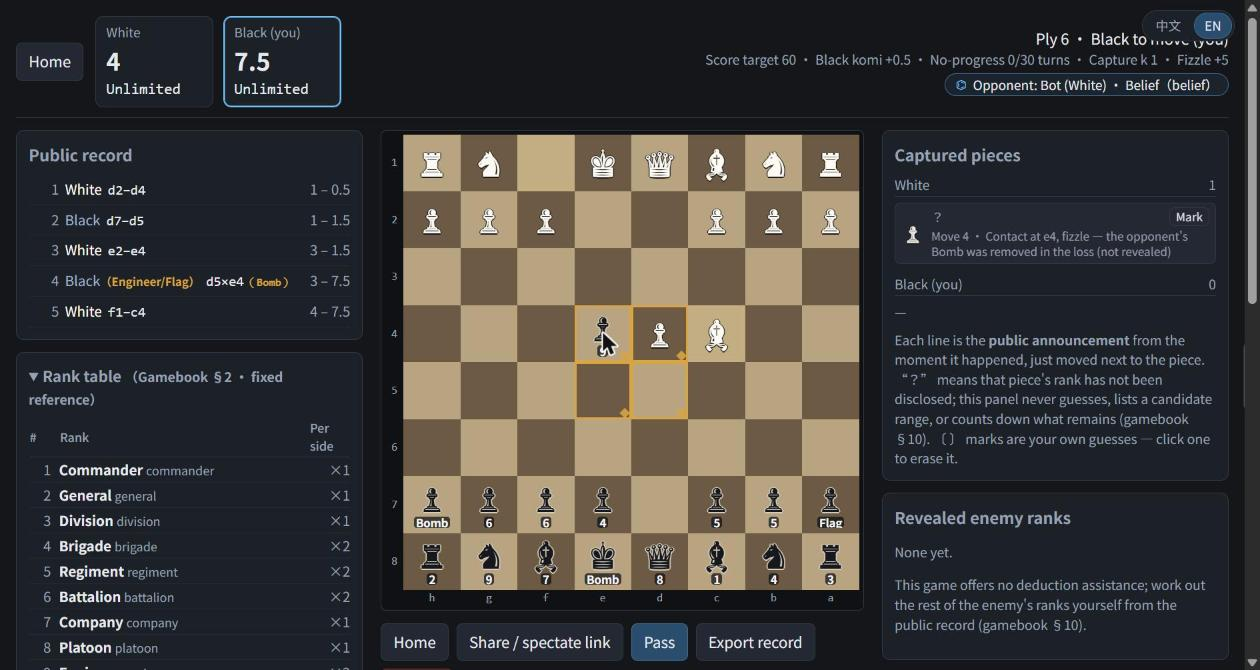 中文
EN
Home
White
4
Unlimited
Black (you)
7.5
Unlimited
Ply 6 • Black to move (you)
Score target 60 • Black komi +0.5 • No-progress 0/30 turns • Capture k 1 • Fizzle +5
Opponent: Bot (White) • Belief（belief）
Public record
1 White d2–d4 1 – 0.5
2 Black d7–d5 1 – 1.5
3 White e2–e4 3 – 1.5
4 Black (Engineer/Flag) d5×e4 (Bomb) 3 – 7.5
5 White f1–c4 4 – 7.5
▼ Rank table （Gamebook §2 • fixed
reference）
# Rank Per
side
1 Commander commander ×1
2 General general ×1
3 Division division ×1
4 Brigade brigade ×2
5 Regiment regiment ×2
6 Battalion battalion ×2
7 Company company ×1
8 Platoon platoon ×1
1
2
3
4
5
6
7
8
Bomb 6 6 4 5 5 Flag
2 9 7 Bomb 8 1 4 3
h g f e d c b a
Home
Share / spectate link
Pass
Export record
Captured pieces
White 1
?
Mark
Move 4 • Contact at e4, fizzle — the opponent's
Bomb was removed in the loss (not revealed)
Black (you) 0
—
Each line is the public announcement from the
moment it happened, just moved next to the piece.
“？” means that piece's rank has not been
disclosed; this panel never guesses, lists a candidate
range, or counts down what remains (gamebook
§10). 〔〕 marks are your own guesses — click one
to erase it.
Revealed enemy ranks
None yet.
This game offers no deduction assistance; work out
the rest of the enemy's ranks yourself from the
public record (gamebook §10).